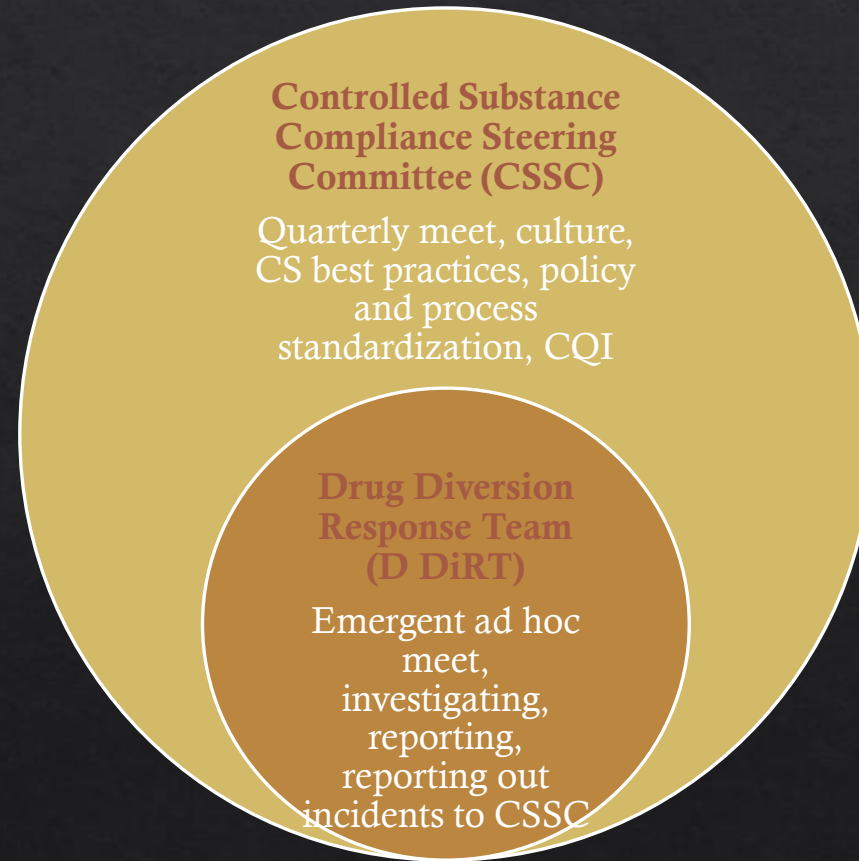 Controlled Substance
Compliance Steering
Committee (CSSC)
Quarterly meet, culture,
CS best practices, policy
and process
standardization, CQI
Drug Diversion
Response Team
(D DiRT)
Emergent ad hoc
meet,
investigating,
reporting,
reporting out
incidents to CSSC